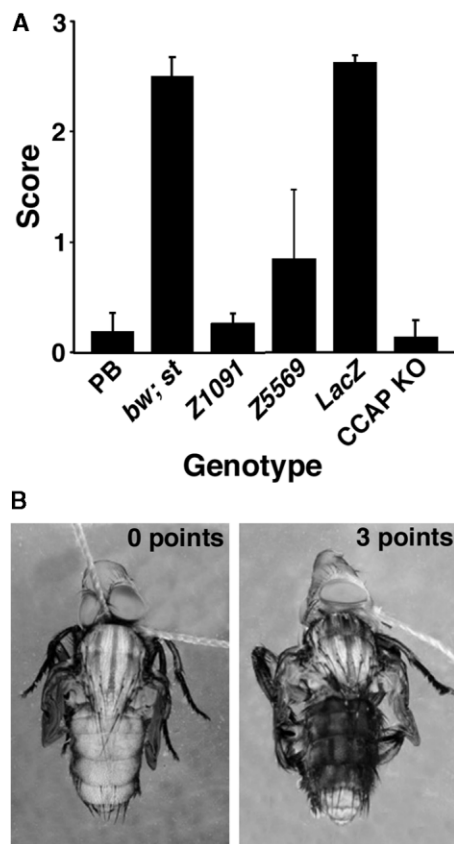 A
3
2
1
0
Score
PB
bw; st
Z1091
Z5569
LacZ
CCAP KO
Genotype
B
0 points
3 points